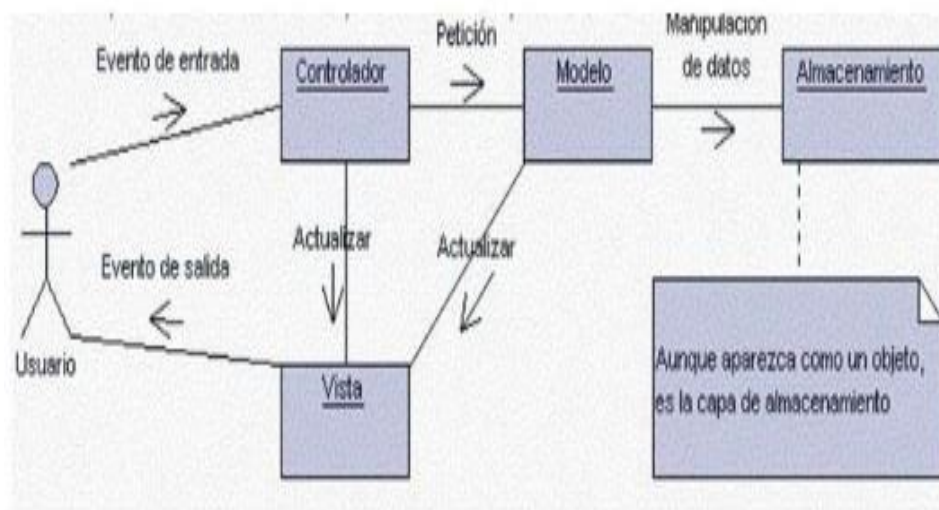 Evento de entrada
Controlador
Petición
Modelo
Manipulacion
de datos
Almacenamiento
Actualizar
Actualizar
Evento de salida
Usuario
Vista
Aunque aparezca como un objeto,
es la capa de almacenamiento